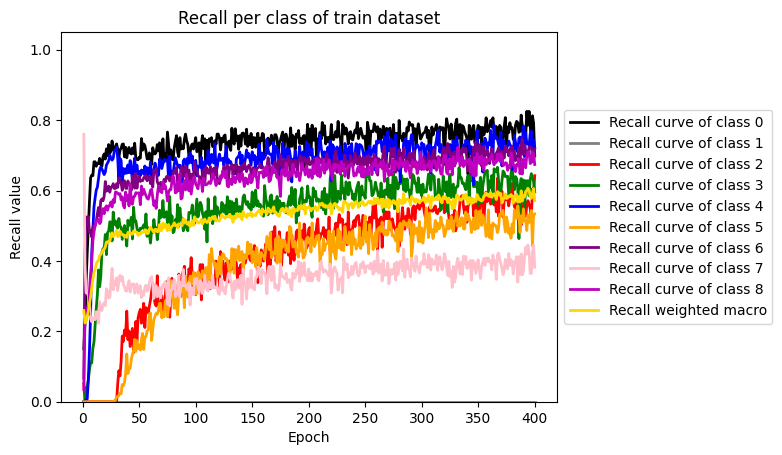 Recall per class of train dataset
Recall value
1.0
0.8
0.6
0.4
0.2
0.0
0 50 100 150 200 250 300 350 400
Epoch
Recall curve of class 0
Recall curve of class 1
Recall curve of class 2
Recall curve of class 3
Recall curve of class 4
Recall curve of class 5
Recall curve of class 6
Recall curve of class 7
Recall curve of class 8
Recall weighted macro